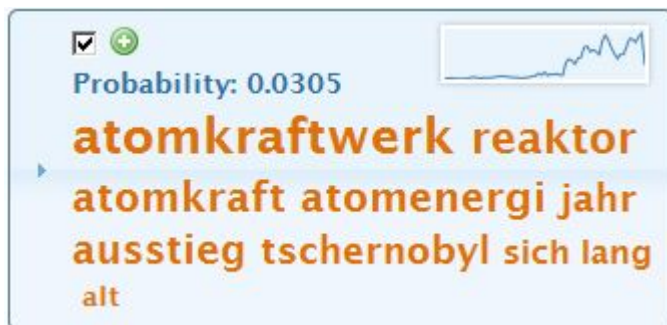 Probability: 0.0305
atomkraftwerk reaktor
atomkraft atomenergi jahr
ausstieg tschernobyl sich lang
alt